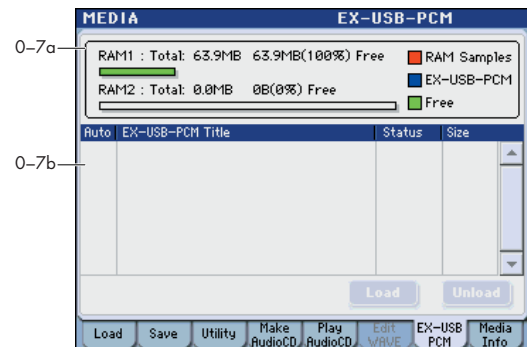 MEDIA EX-USB-PCM
0–7a
RAM1 : Total: 63.9MB 63.9MB(100%) Free
RAM2 : Total: 0.0MB 0B(0%) Free
RAM Samples
EX-USB-PCM
Free
0–7b
Auto EX-USB-PCM Title Status Size
Load Unload
Load Save Utility Make AudioCD Play AudioCD Edit WAVE EX-USB PCM Media Info